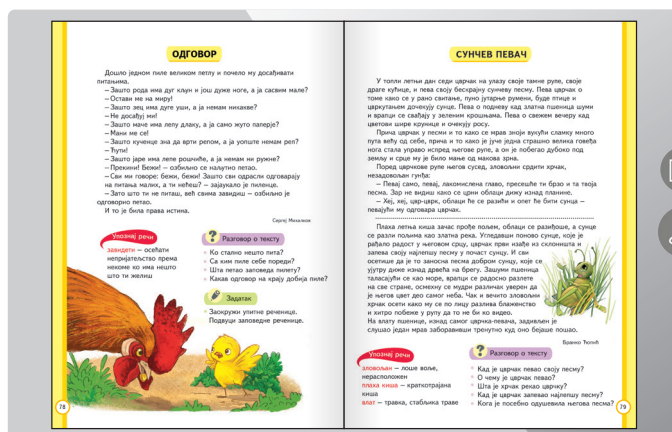 ОДГОВОР
Дошло једном пиле великом петлу и почело му досађивати
питањима.
– Зашто рода има дуг кљун и још дуже ноге, а ја сасвим мале?
– Остави ме на миру!
– Зашто зец има дуге уши, а ја немам никакве?
– Не досађуј ми!
– Зашто маче има лепу длаку, а ја само жуто паперје?
– Мани ме се!
– Зашто кученце зна да врти репом, а ја уопште немам реп?
– Ћути!
– Зашто јаре има лепе рошчиће, а ја немам ни ружне?
– Прекини! Бежи! – озбиљно се наљутио петао.
– Сви ми говоре: бежи, бежи! Зашто сви одрасли одговарају
на питања малих, а ти нећеш? – зајаукало је пиленце.
– Зато што ти не питаш, већ свима завидиш – озбиљно је
одговорио петао.
И то је била права истина.
Сергеј Михалков
Упознај речи
завидети – осећати
непријатељство према
некоме ко има нешто
што ти желиш
Разговор о тексту
Ко стално нешто пита?
Са ким пиле себе пореди?
Шта петао заповеда пилету?
Какав одговор на крају добија пиле?
Задатак
Заокружи упитне реченице.
Подвуци заповедне реченице.
78
СУНЧЕВ ПЕВАЧ
У топли летњи дан седи цврчак на улазу своје тамне рупе, своје
драге кућице, и пева своју бескрајну сунчеву песму. Пева цврчак о
томе како се у рано свитање, пуно јутарње румени, буде птице и
цвркутањем дочекују сунце. Пева о подневу кад златна пшеница шуми
и врапци се свађају у зеленим крошњама. Пева о свежем вечеру кад
цветови шире крунице и очекују росу.
Прича цврчак у песми и то како се мрав зноји вукући сламку много
пута већу од себе, прича и то како је јуче једна страшно велика говеђа
нога стала управо испред његове рупе, а он је побегао дубоко под
земљу и срце му је било мање од макова зрна.
Поред цврчкове рупе његов сусед, зловољни срдити хрчак,
незадовољан гунђа:
– Певај само, певај, лакомислена главо, пресешће ти брзо и та твоја
песма. Зар не видиш како се црни облаци дижу изнад планине.
– Хеј, хеј, цвр-цврк, облаци ће се разићи и опет ће бити сунца –
певајући му одговара цврчак.
Плаха летња киша зачас прође пољем, облаци се разиђоше, а сунце
се разли пољима као златна река. Угледавши поново сунце, које је
рађало радост у његовом срцу, цврчак први изађе из склоништа и
запева своју најлепшу песму у почаст сунцу. И сви
осетише да је то заносна песма добром сунцу, које се
ујутру диже изнад дрвећа на брегу. Зашуми пшеница
таласајући се као море, врапци се радосно разлете
на све стране, осмехну се мудри различак уверен да
је његов цвет део самог неба. Чак и вечито зловољни
хрчак осети како му се по лицу разлива блаженство
и хитро побеже у рупу да то не би ко видео.
На влату пшенице, изнад самог цврчка-певача, задивљен је
слушао један мрав заборавивши тренутно куд оно бејаше пошао.
Бранко Ћопић
Упознај речи
зловољан – лоше воље,
нерасположен
плаха киша – краткотрајана
киша
влат – травка, стабљика траве
Разговор о тексту
Кад је цврчак певао своју песму?
О чему је цврчак певао?
Шта је хрчак рекао цврчку?
Кад је цврчак запевао најлепшу песму?
Кога је посебно одушевила његова песма?
79